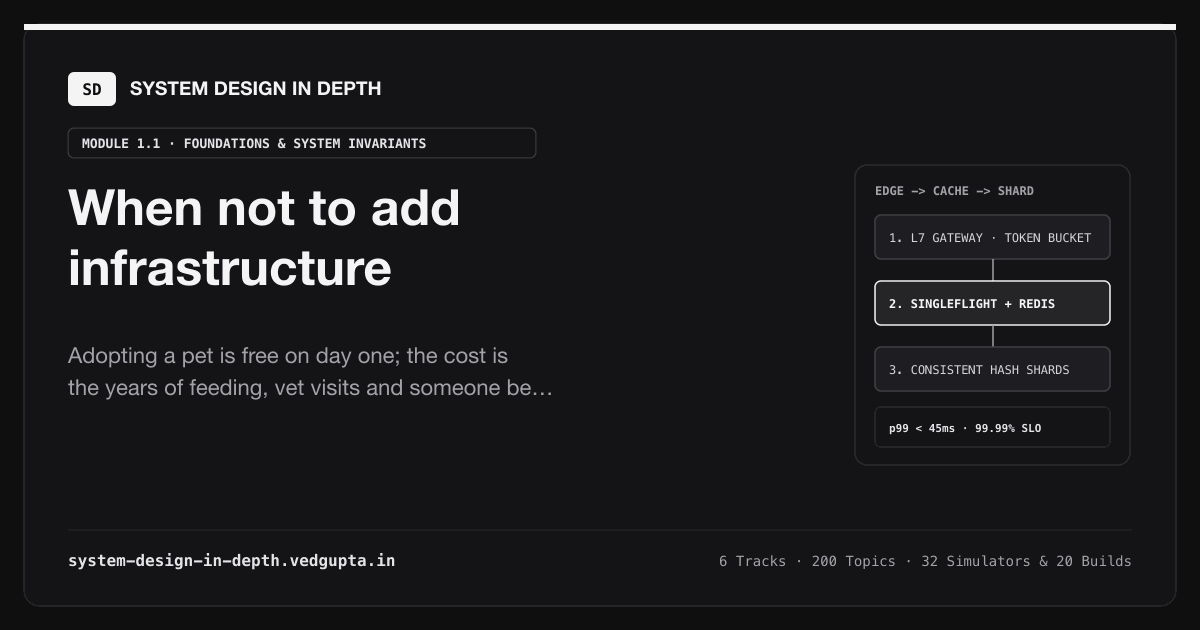 SD
SYSTEM DESIGN IN DEPTH
MODULE 1.1 · FOUNDATIONS & SYSTEM INVARIANTS
When not to add
infrastructure
Adopting a pet is free on day one; the cost is
the years of feeding, vet visits and someone be…
EDGE —> CACHE —> SHARD
1. L7 GATEWAY · TOKEN BUCKET
2. SINGLEFLIGHT + REDIS
3. CONSISTENT HASH SHARDS
p99 < 45ms · 99.99% SLO
system-design-in-depth.vedgupta.in
6 Tracks · 200 Topics · 32 Simulators & 20 Builds